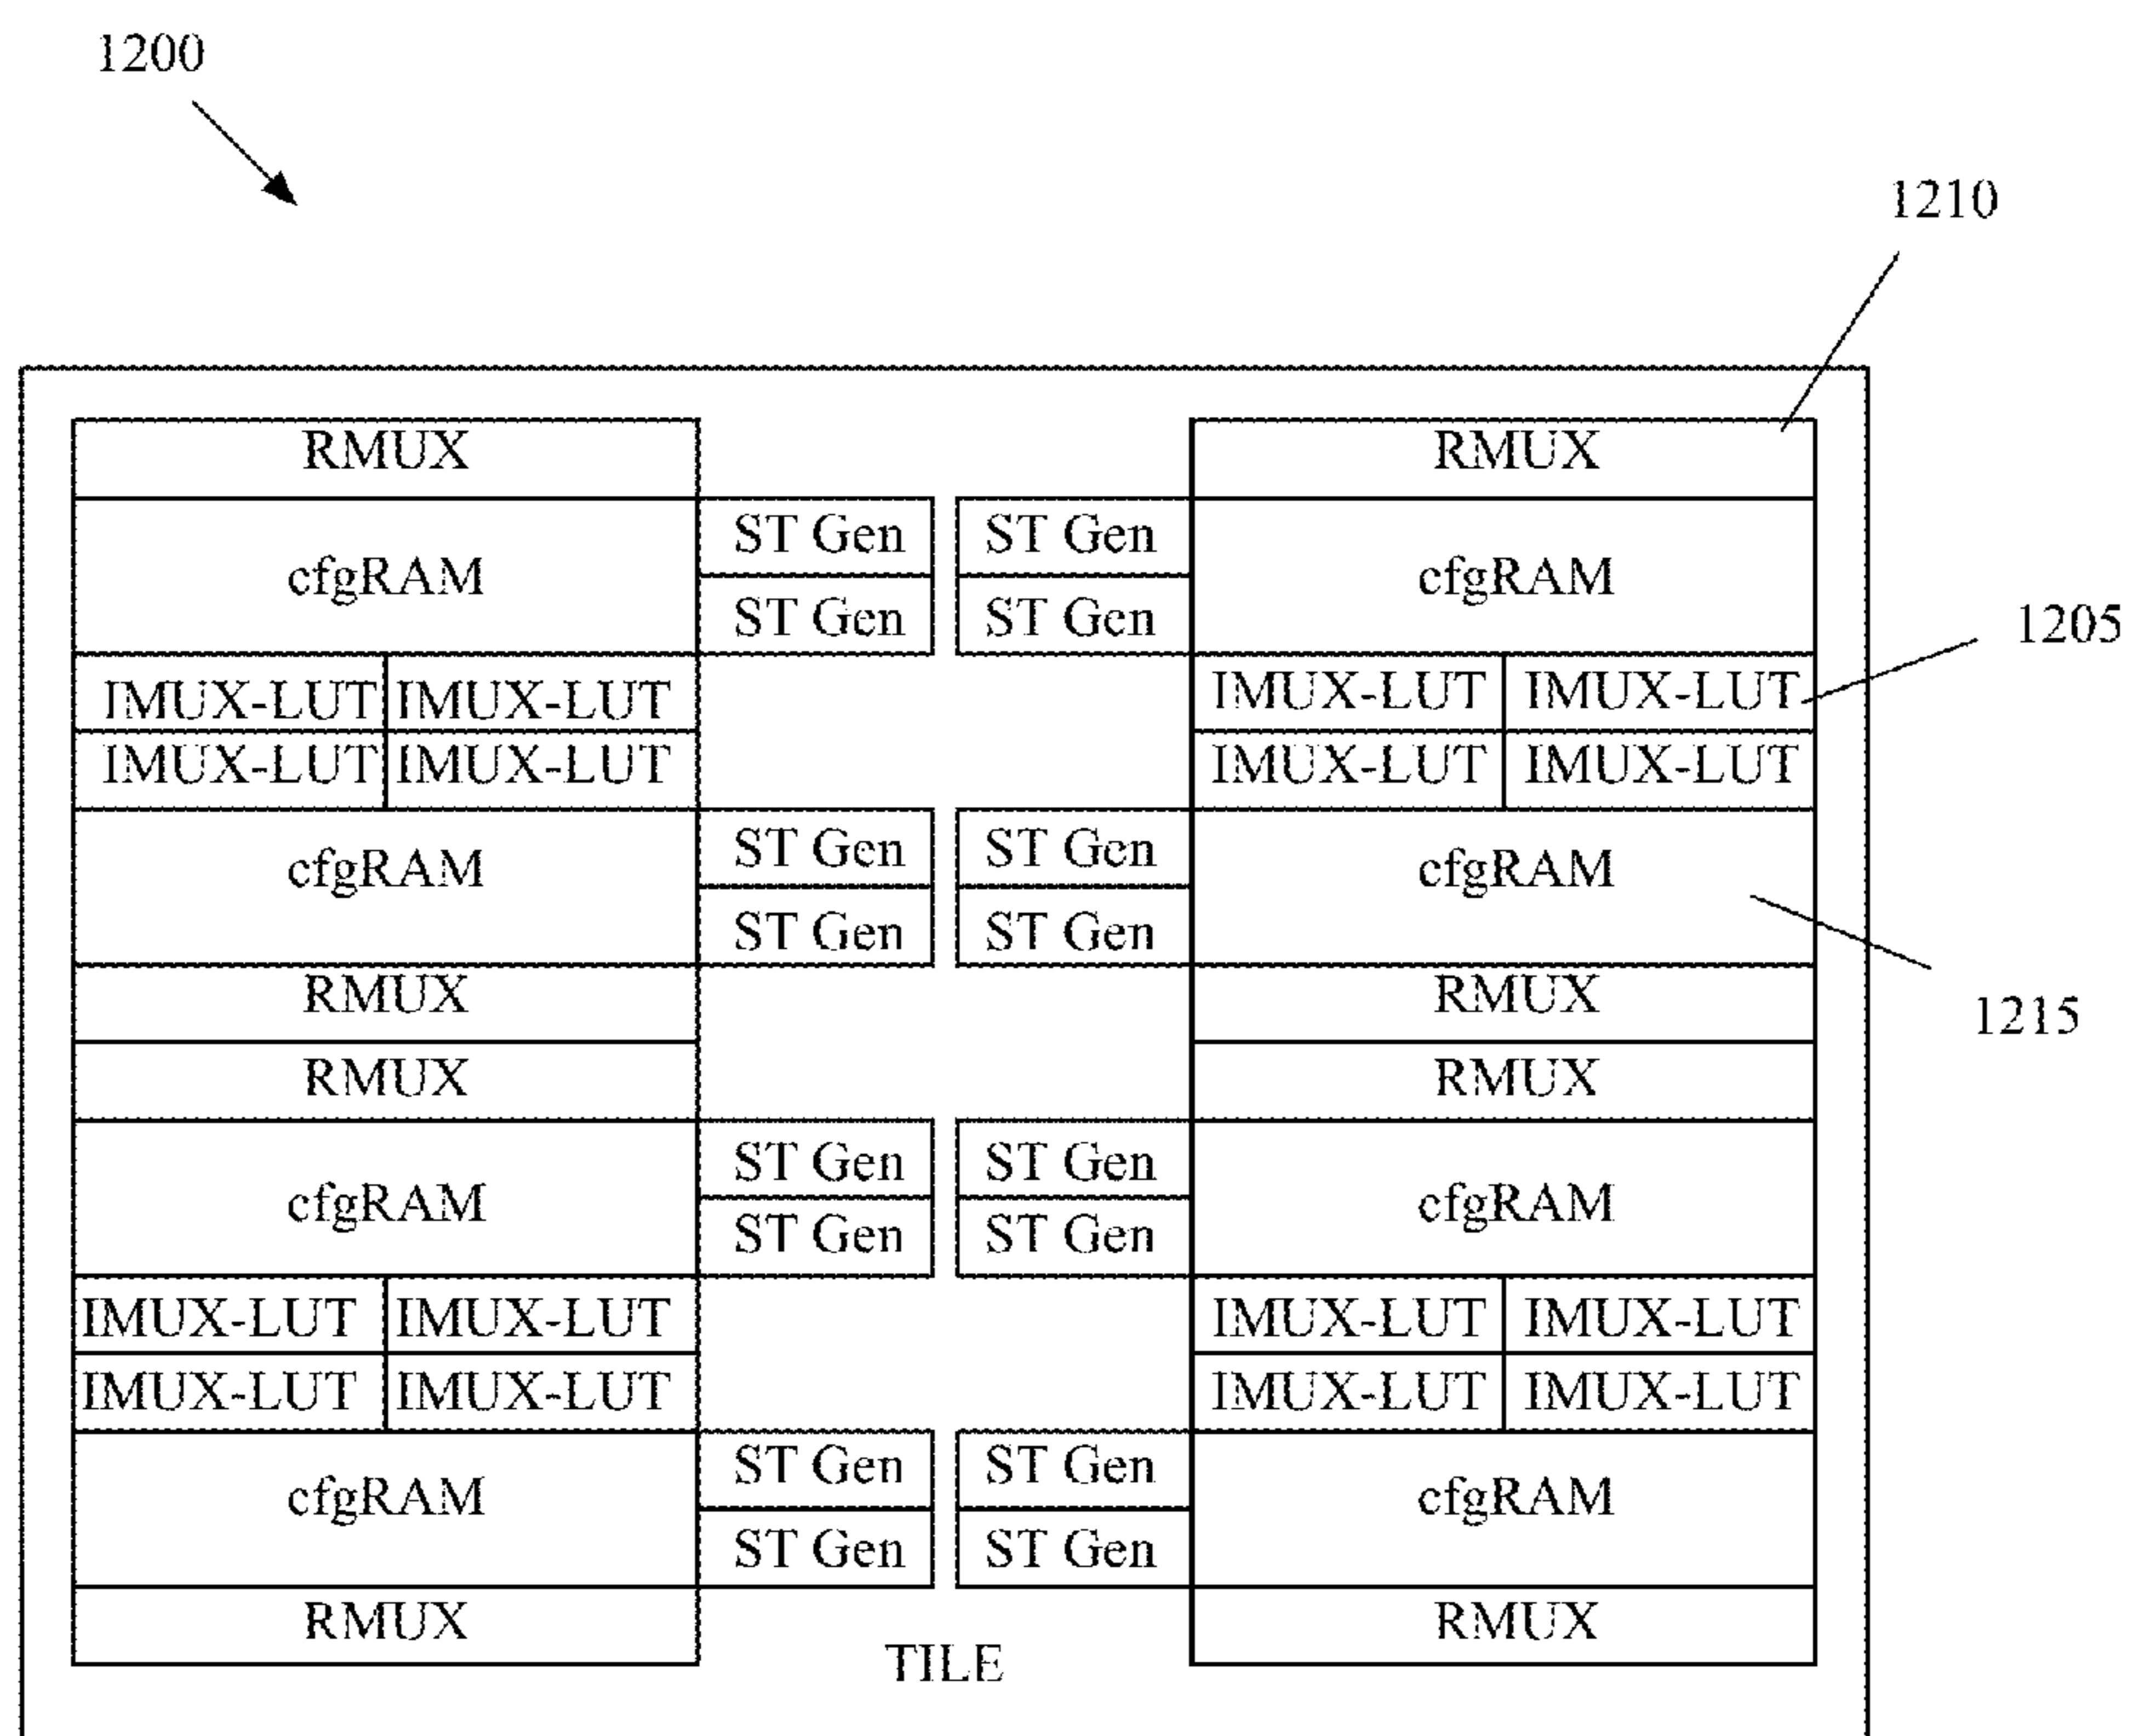 1200
1210
RMUX RMUX
ST Gen ST Gen
cfgRAM cfgRAM
ST Gen ST Gen
1205
IMUX-LUT IMUX-LUT IMUX-LUT IMUX-LUT
IMUX-LUT IMUX-LUT IMUX-LUT IMUX-LUT
ST Gen ST Gen
cfgRAM cfgRAM
ST Gen ST Gen
RMUX RMUX
1215
RMUX RMUX
ST Gen ST Gen
cfgRAM cfgRAM
ST Gen ST Gen
IMUX-LUT IMUX-LUT IMUX-LUT IMUX-LUT
IMUX-LUT IMUX-LUT IMUX-LUT IMUX-LUT
ST Gen ST Gen
cfgRAM cfgRAM
ST Gen ST Gen
RMUX RMUX
TILE